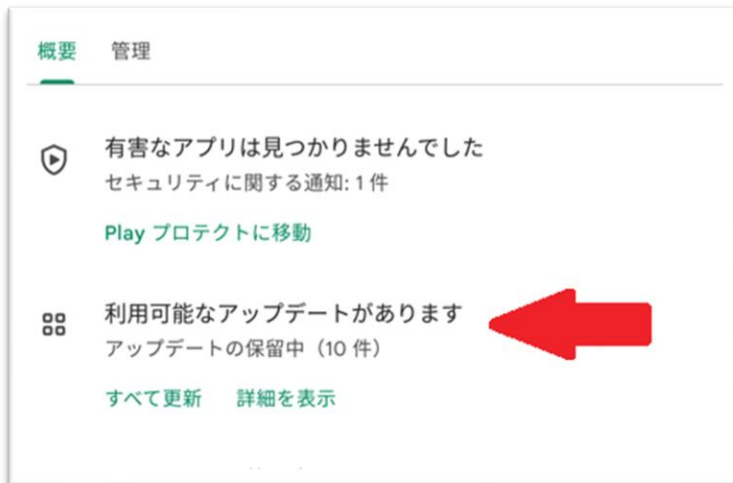 概要 管理
有害なアプリは見つかりませんでした
セキュリティに関する通知: 1 件
Play プロテクトに移動
利用可能なアップデートがあります
アップデートの保留中（10 件）
すべて更新 詳細を表示